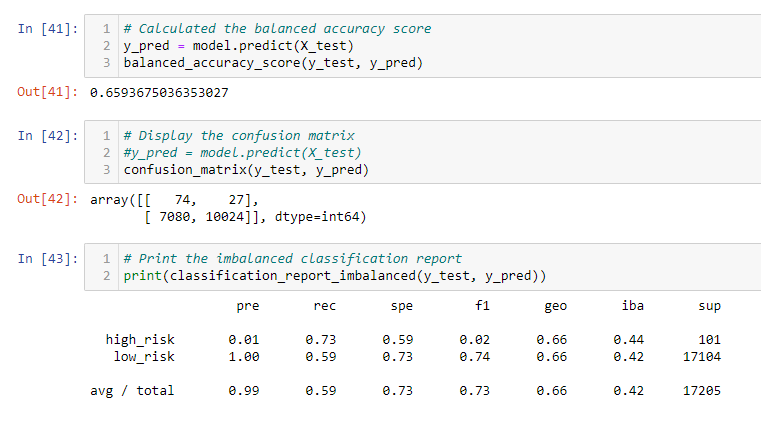 In [41]: 1 # Calculated the balanced accuracy score
2 y_pred = model.predict(X_test)
3 balanced_accuracy_score(y_test, y_pred)
Out[41]: 0.6593675036353027
In [42]: 1 # Display the confusion matrix
2 #y_pred = model.predict(X_test)
3 confusion_matrix(y_test, y_pred)
Out[42]: array([[   74,    27],
[ 7080, 10024]], dtype=int64)
In [43]: 1 # Print the imbalanced classification report
2 print(classification_report_imbalanced(y_test, y_pred))
pre rec spe f1 geo iba sup
high_risk 0.01 0.73 0.59 0.02 0.66 0.44 101
low_risk 1.00 0.59 0.73 0.74 0.66 0.42 17104
avg / total 0.99 0.59 0.73 0.73 0.66 0.42 17205